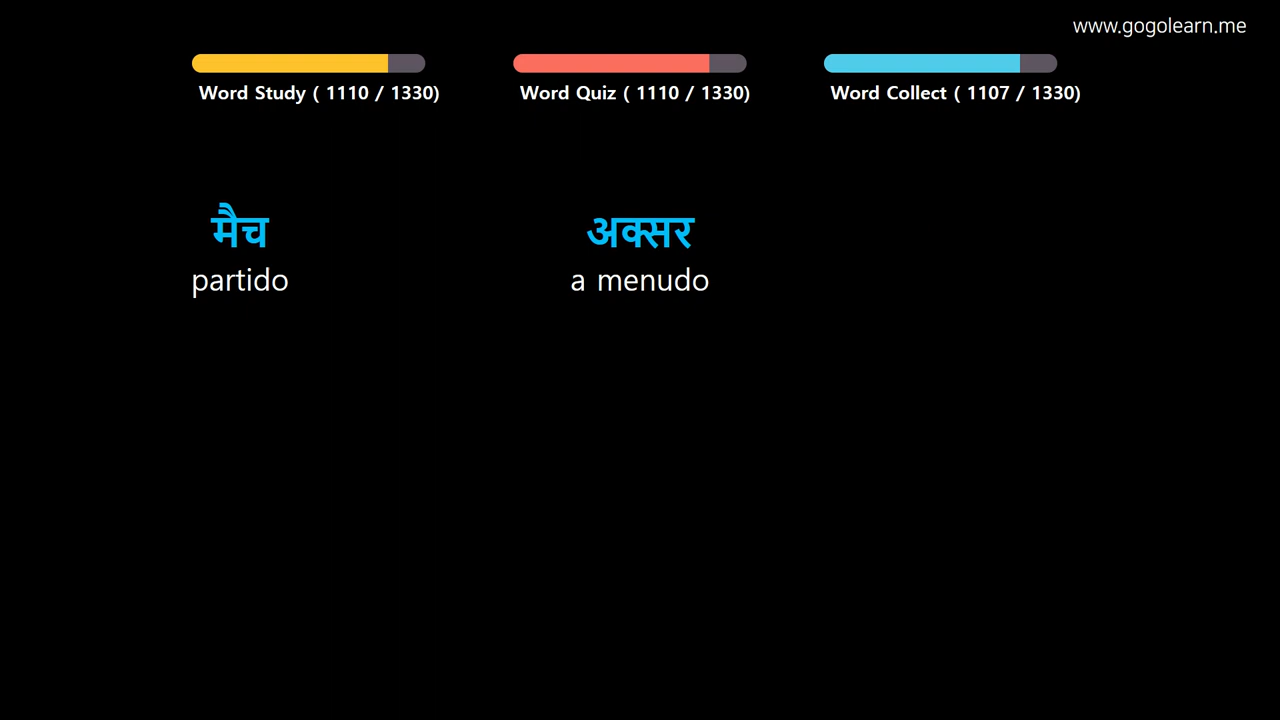 www.gogolearn.me
Word Study ( 1110 / 1330)
Word Quiz ( 1110 / 1330)
Word Collect ( 1107 / 1330)
मैच
partido
अक्सर
a menudo